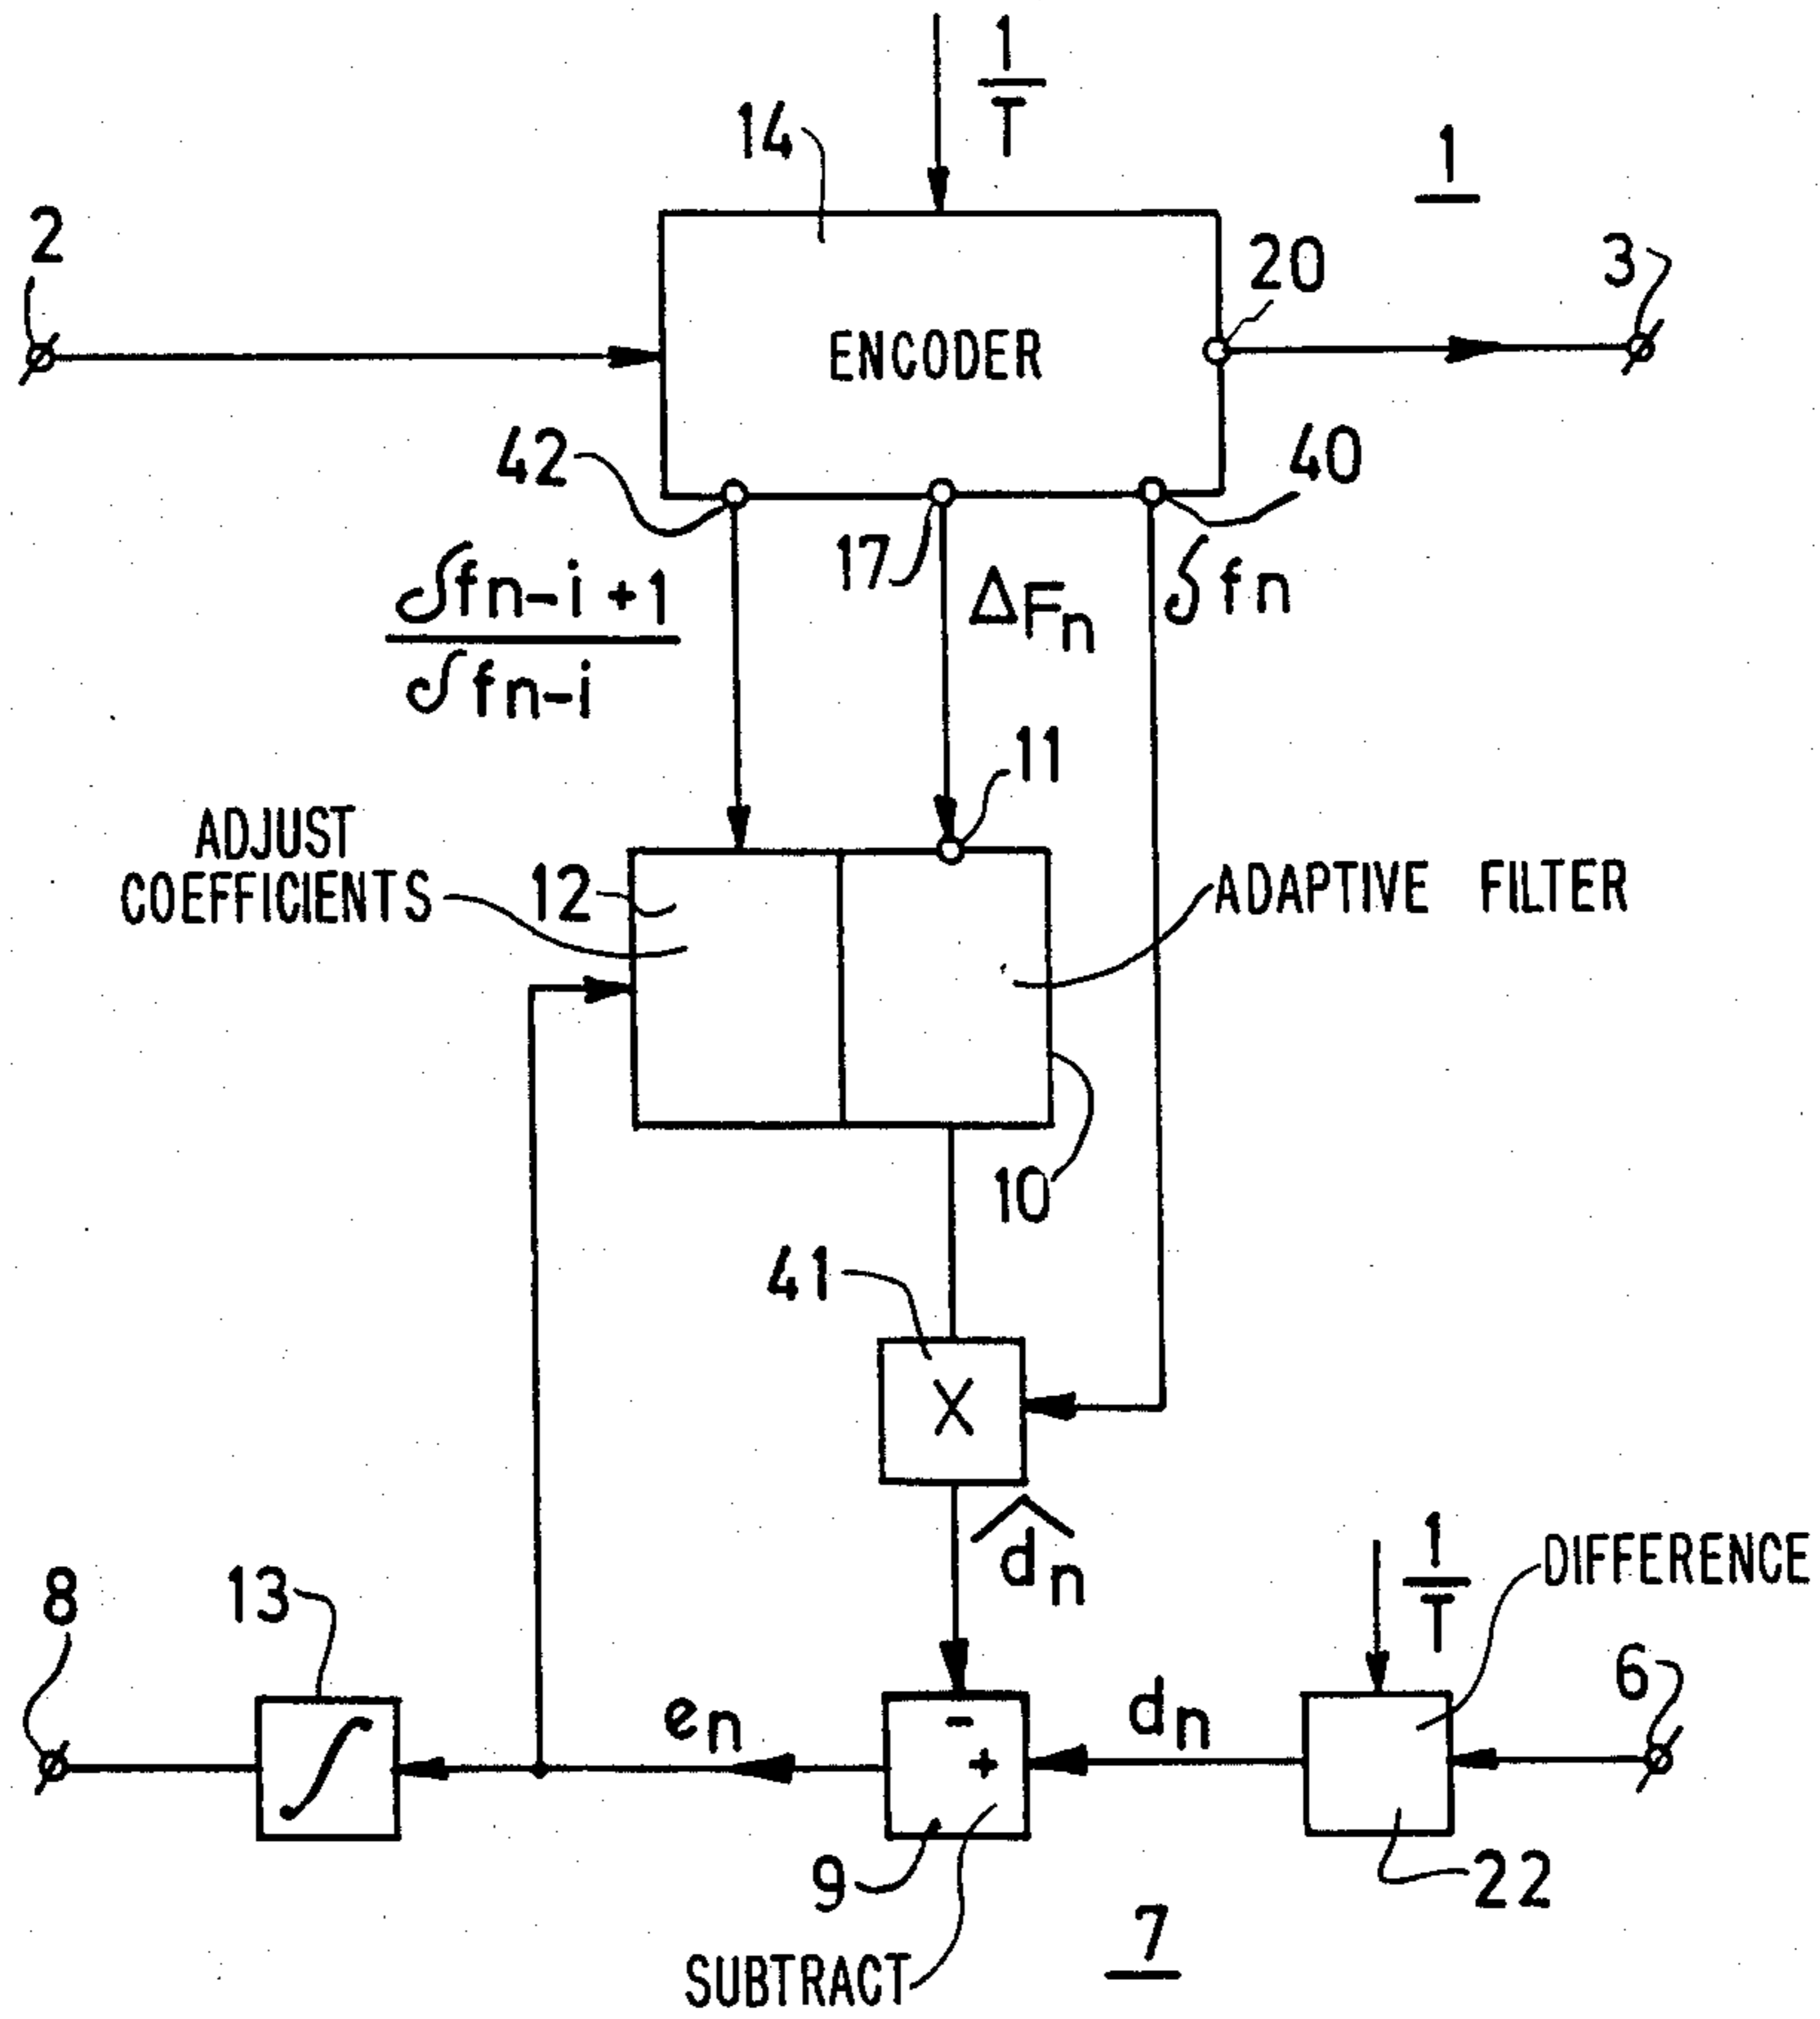 1
T
14
1
2
20
3
ENCODER
42
40
17
δfn-i+1
δfn-i
ΔFn
δfn
11
ADJUST
COEFFICIENTS
12
ADAPTIVE FILTER
10
41
X
d̂n
1
T
DIFFERENCE
8
13
6
en
dn
∫
-
+
9
22
SUBTRACT
7